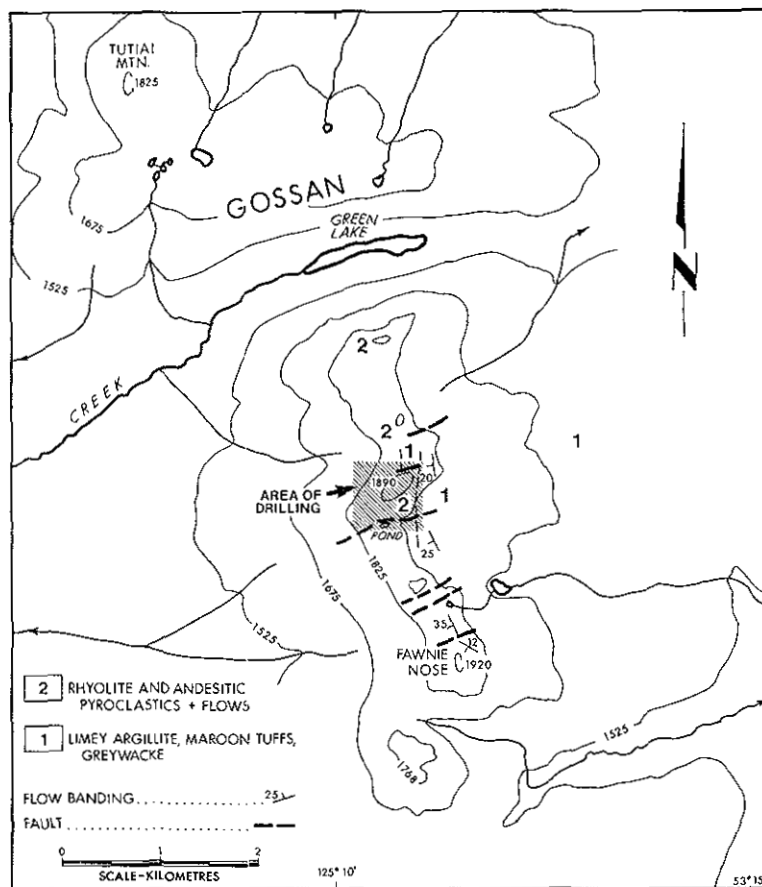 TUTIAI
MTN.
1825
GOSSAN
1675
GREEN
LAKE
1525
N
CREEK
2
2
1
1
20
1890
AREA OF
DRILLING
2
1
POND
25
1825
1675
1525
35
12
FAWNIE
NOSE
1920
2 RHYOLITE AND ANDESITIC
PYROCLASTICS + FLOWS
1 LIMEY ARGILLITE, MAROON TUFFS,
GREYWACKE
1525
1768
FLOW BANDING 25
FAULT
0 1 2
SCALE-KILOMETRES
125° 10'
53° 15'